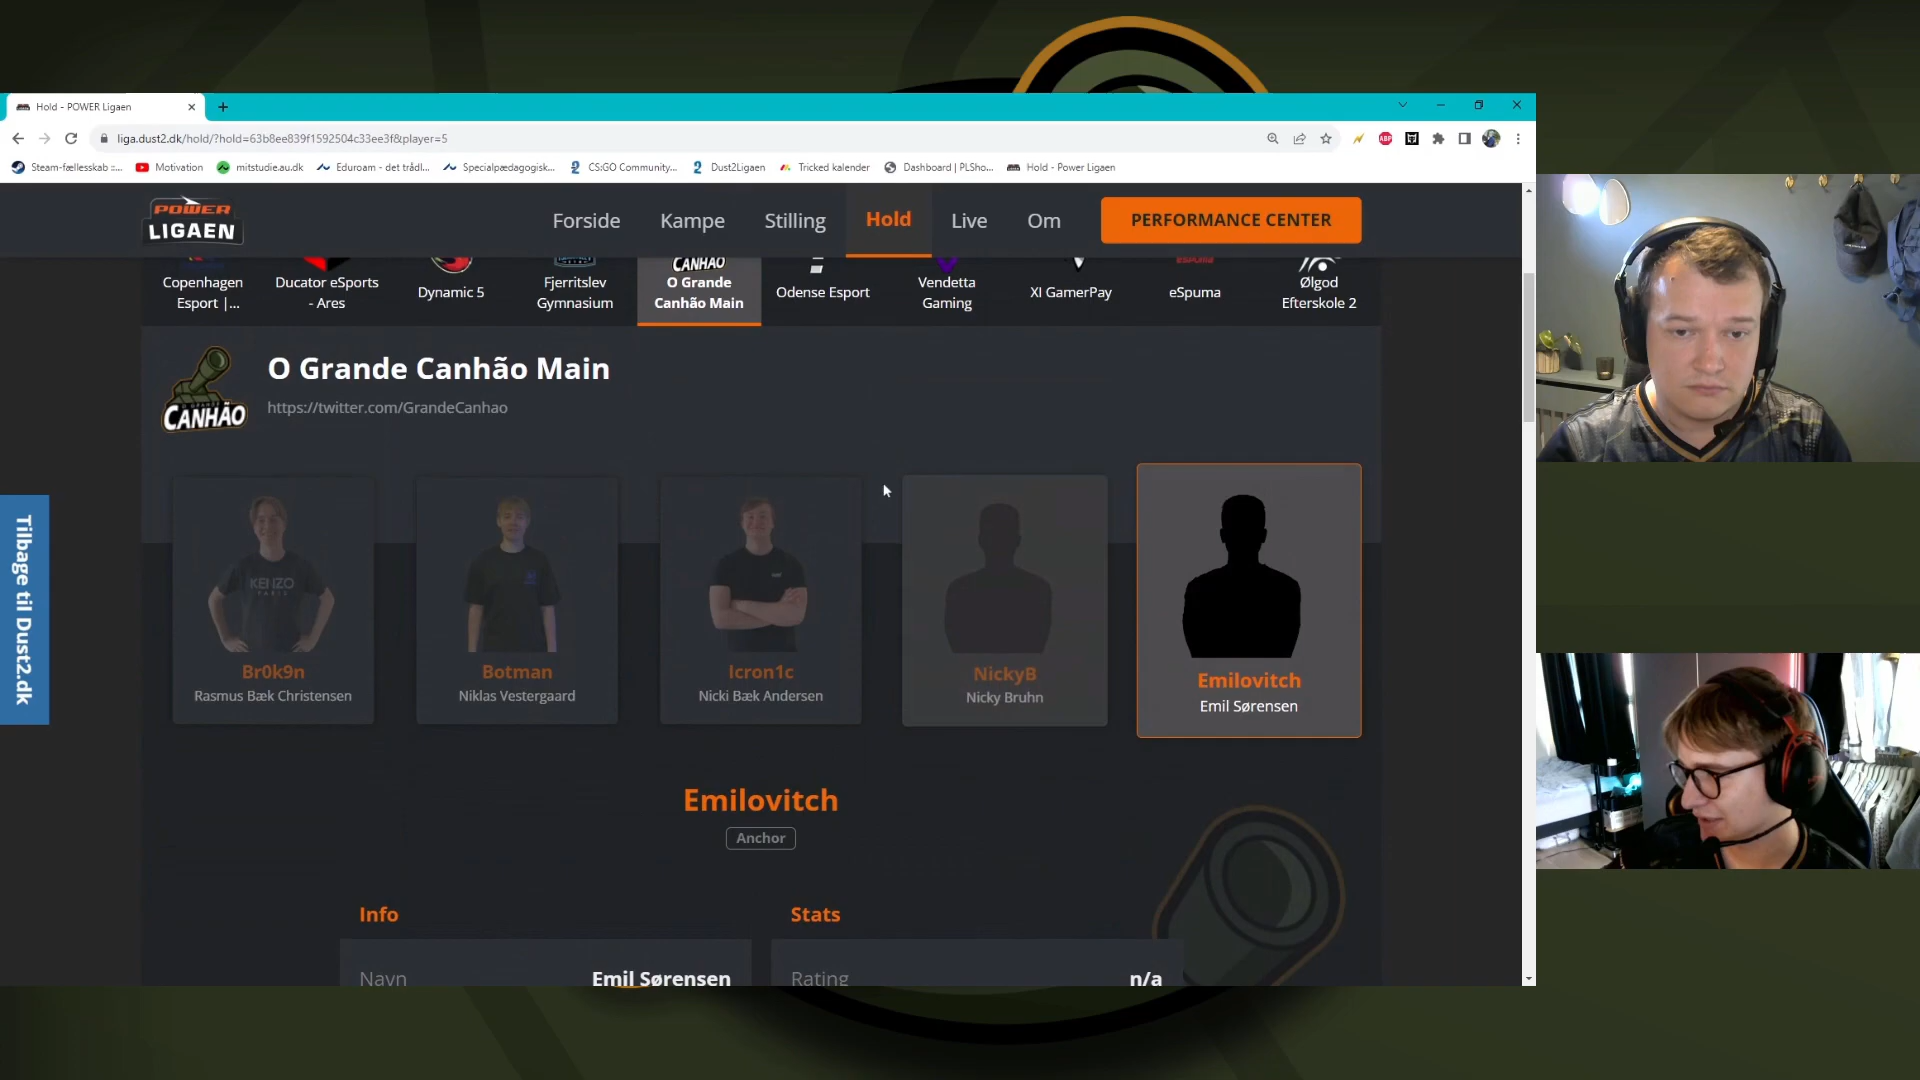 Hold - POWER Ligaen
liga.dust2.dk/hold/?hold=63b8ee839f1592504c33ee3f&player=5
Steam-fællesskab ::...
Motivation
mitstudie.au.dk
Eduroam - det trådl...
Specialpædagogisk...
CS:GO Community...
Dust2Ligaen
Tricked kalender
Dashboard | PLSho...
Hold - Power Ligaen
ABP
POWER
LIGAEN
Forside
Kampe
Stilling
Hold
Live
Om
PERFORMANCE CENTER
Copenhagen
Esport |...
Ducator eSports
- Ares
Dynamic 5
Fjerritslev
Gymnasium
CANHÃO
O Grande
Canhão Main
Odense Esport
Vendetta
Gaming
XI GamerPay
eSpuma
Ølgod
Efterskole 2
O GRANDE
CANHÃO
O Grande Canhão Main
https://twitter.com/GrandeCanhao
Tilbage til Dust2.dk
KENZO
PARIS
Br0k9n
Rasmus Bæk Christensen
Botman
Niklas Vestergaard
Icron1c
Nicki Bæk Andersen
NickyB
Nicky Bruhn
Emilovitch
Emil Sørensen
Emilovitch
Anchor
Info
Stats
Navn
Emil Sørensen
Rating
n/a